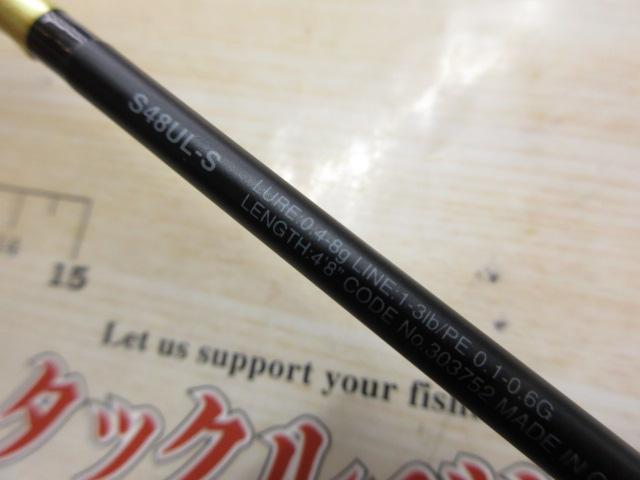 S48UL-S
LURE:0.4-8g LINE:1-3lb/PE 0.1-0.6G
LENGTH:4'8" CODE No.303752 MADE IN
15
Let us support your
タックル